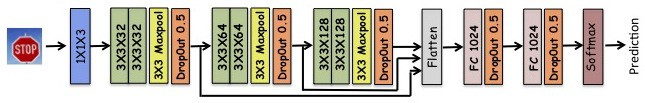 STOP
1X1X3
3X3X32
3X3X32
3X3 Maxpool
DropOut 0.5
3X3X64
3X3X64
3X3 Maxpool
DropOut 0.5
3X3X128
3X3X128
3X3 Maxpool
DropOut 0.5
Flatten
FC 1024
DropOut 0.5
FC 1024
DropOut 0.5
Softmax
Prediction